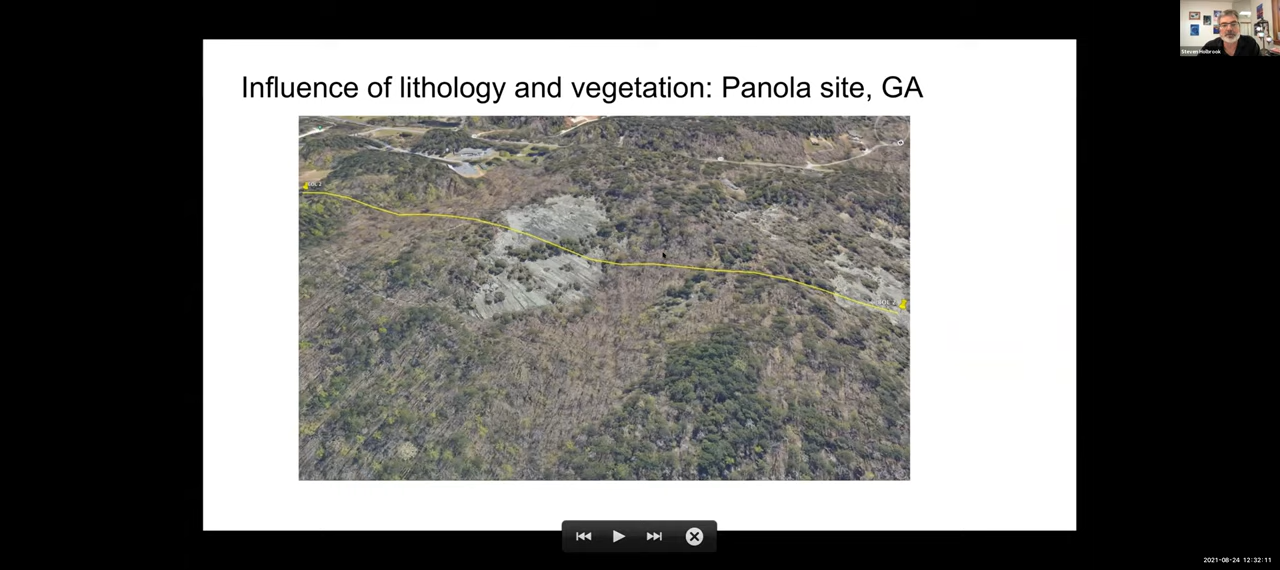 Influence of lithology and vegetation: Panola site, GA
Steven Holbrook
2021-08-24 12:32:11